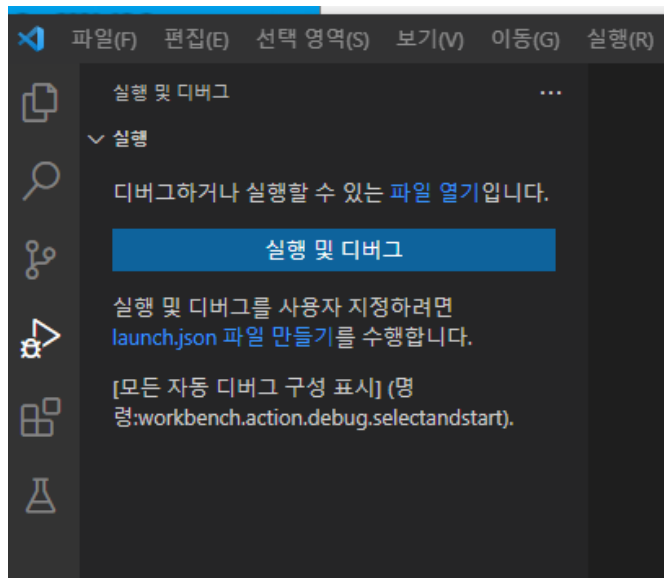 파일(F) 편집(E) 선택 영역(S) 보기(V) 이동(G) 실행(R)
실행 및 디버그 ...
실행
디버그하거나 실행할 수 있는 파일 열기입니다.
실행 및 디버그
실행 및 디버그를 사용자 지정하려면
launch.json 파일 만들기를 수행합니다.
[모든 자동 디버그 구성 표시] (명
령:workbench.action.debug.selectandstart).